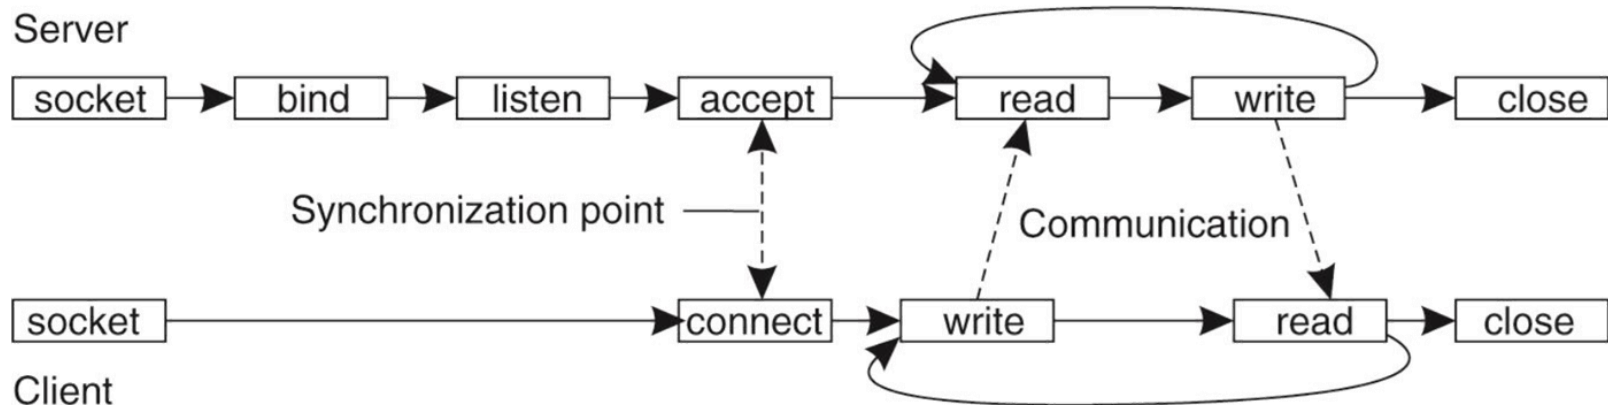 Server
socket bind listen accept read write close
Synchronization point
Communication
socket connect write read close
Client